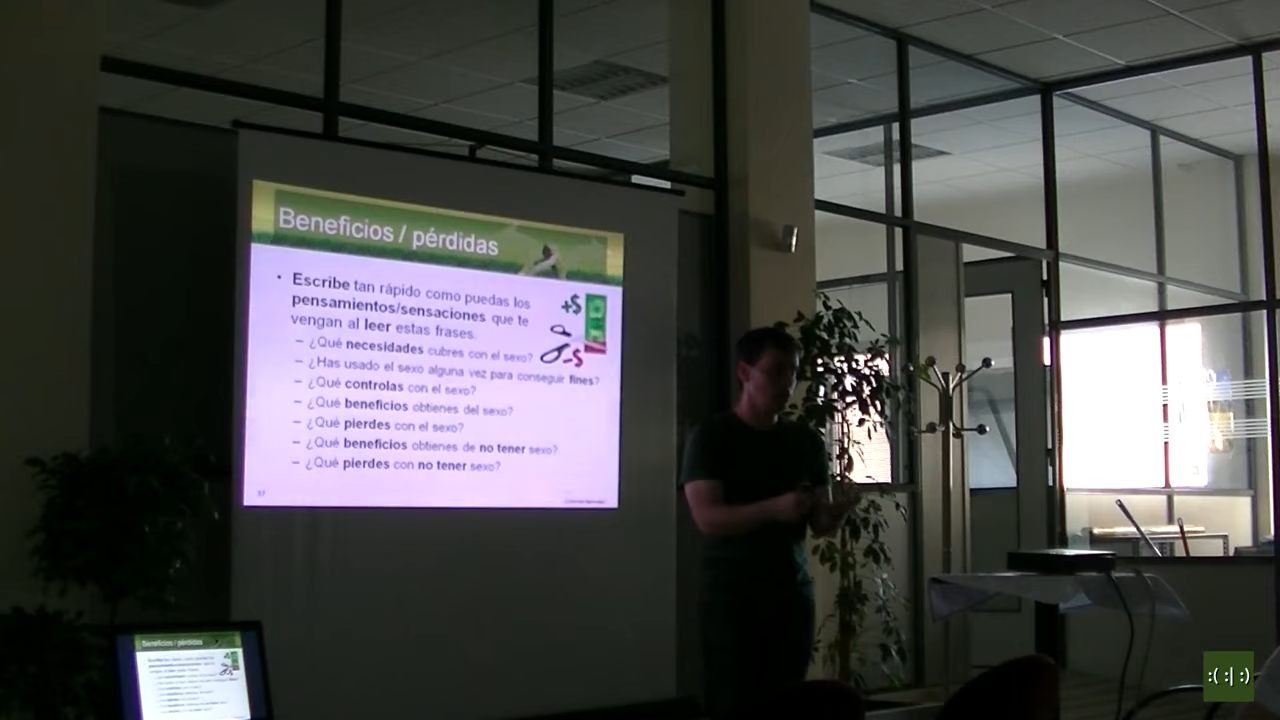 Beneficios / pérdidas
• Escribe tan rápido como puedas los
pensamientos/sensaciones que te
vengan al leer estas frases.
+$
-$
– ¿Qué necesidades cubres con el sexo?
– ¿Has usado el sexo alguna vez para conseguir fines?
– ¿Qué controlas con el sexo?
– ¿Qué beneficios obtienes del sexo?
– ¿Qué pierdes con el sexo?
– ¿Qué beneficios obtienes de no tener sexo?
– ¿Qué pierdes con no tener sexo?
37
Beneficios / pérdidas
:( :| :)